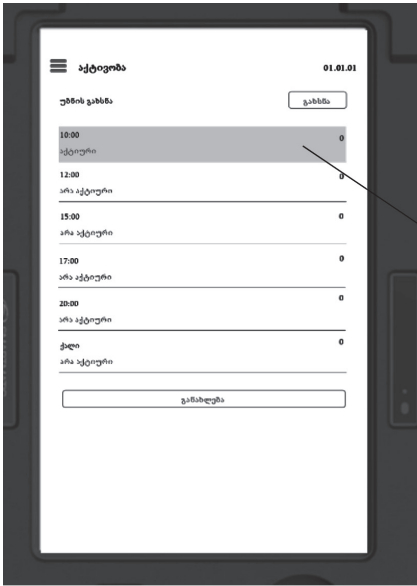 აქტივობა 01.01.01
უბნის გახსნა გახსნა
10:00 0
აქტიური
12:00 0
არა აქტიური
15:00 0
არა აქტიური
17:00 0
არა აქტიური
20:00 0
არა აქტიური
ქალი 0
არა აქტიური
განახლება